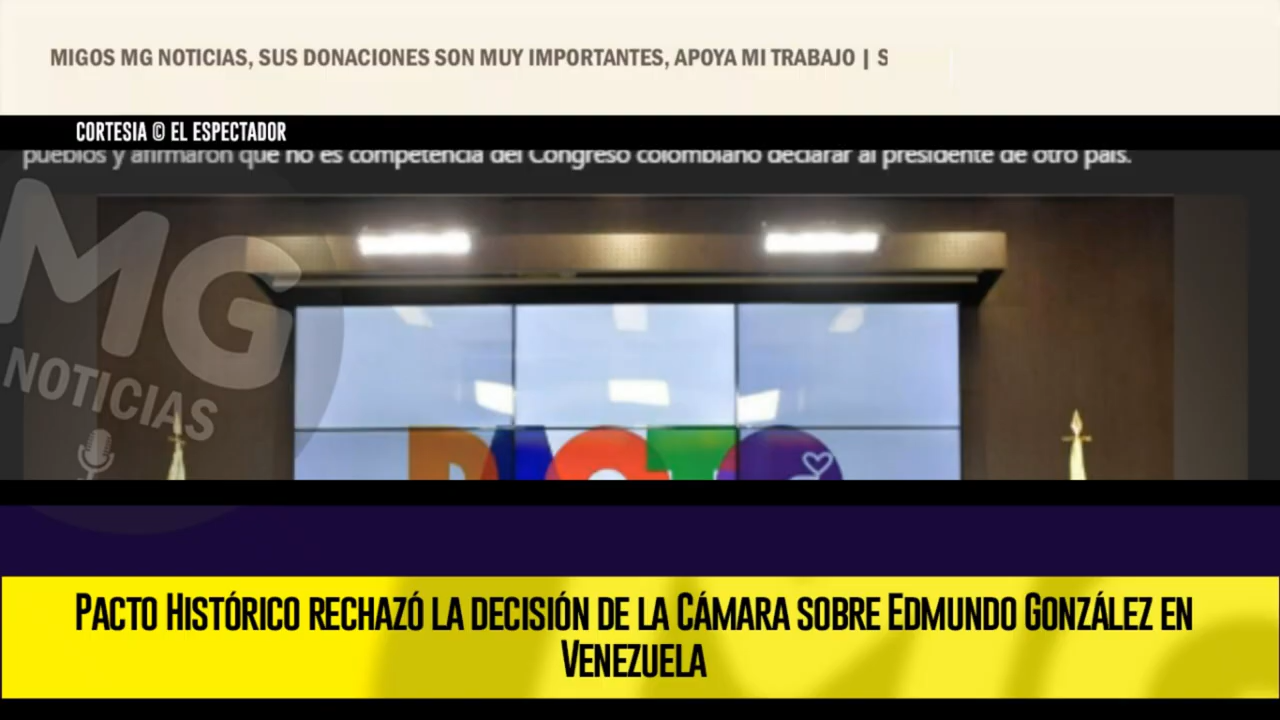 MIGOS MG NOTICIAS, SUS DONACIONES SON MUY IMPORTANTES, APOYA MI TRABAJO | S
CORTESIA © EL ESPECTADOR
pueblos y afirmaron que no es competencia del Congreso colombiano declarar al presidente de otro país.
MG
NOTICIAS
PACTO
PACTO HISTÓRICO RECHAZÓ LA DECISIÓN DE LA CÁMARA SOBRE EDMUNDO GONZÁLEZ EN
VENEZUELA